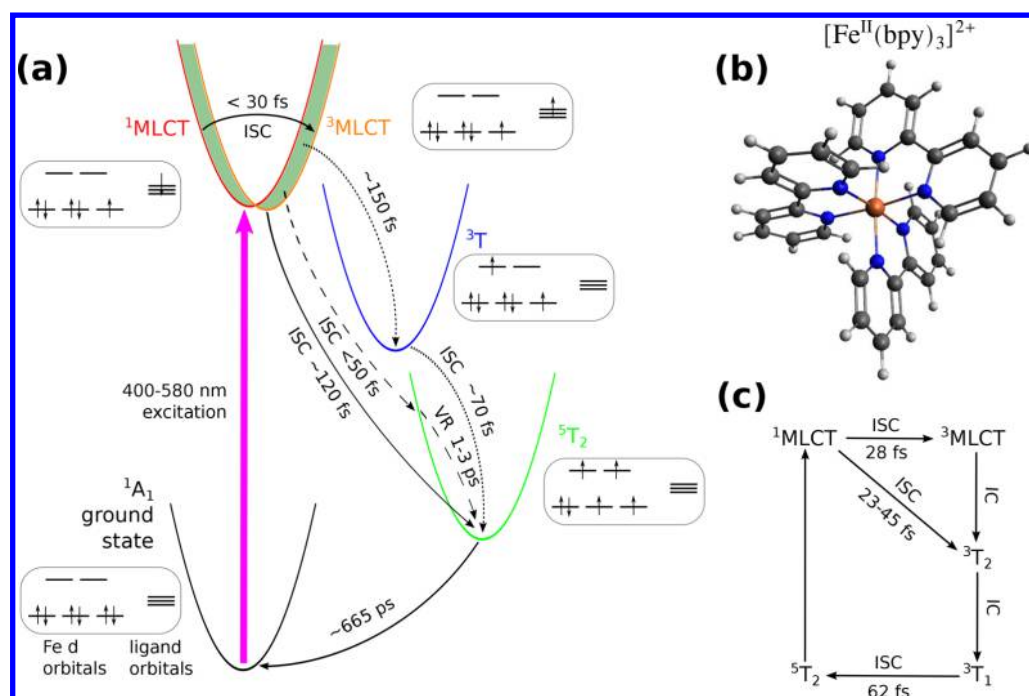 (a)
< 30 fs
¹MLCT
ISC
³MLCT
~150 fs
³T
ISC ~120 fs
ISC <50 fs
VR 1-3 ps
ISC ~70 fs
400-580 nm
excitation
⁵T₂
¹A₁
ground
state
~665 ps
Fe d
orbitals
ligand
orbitals
[Feᴵᴵ(bpy)₃]²⁺
(b)
(c)
¹MLCT
ISC
28 fs
³MLCT
ISC
23-45 fs
IC
³T₂
IC
⁵T₂
ISC
62 fs
³T₁